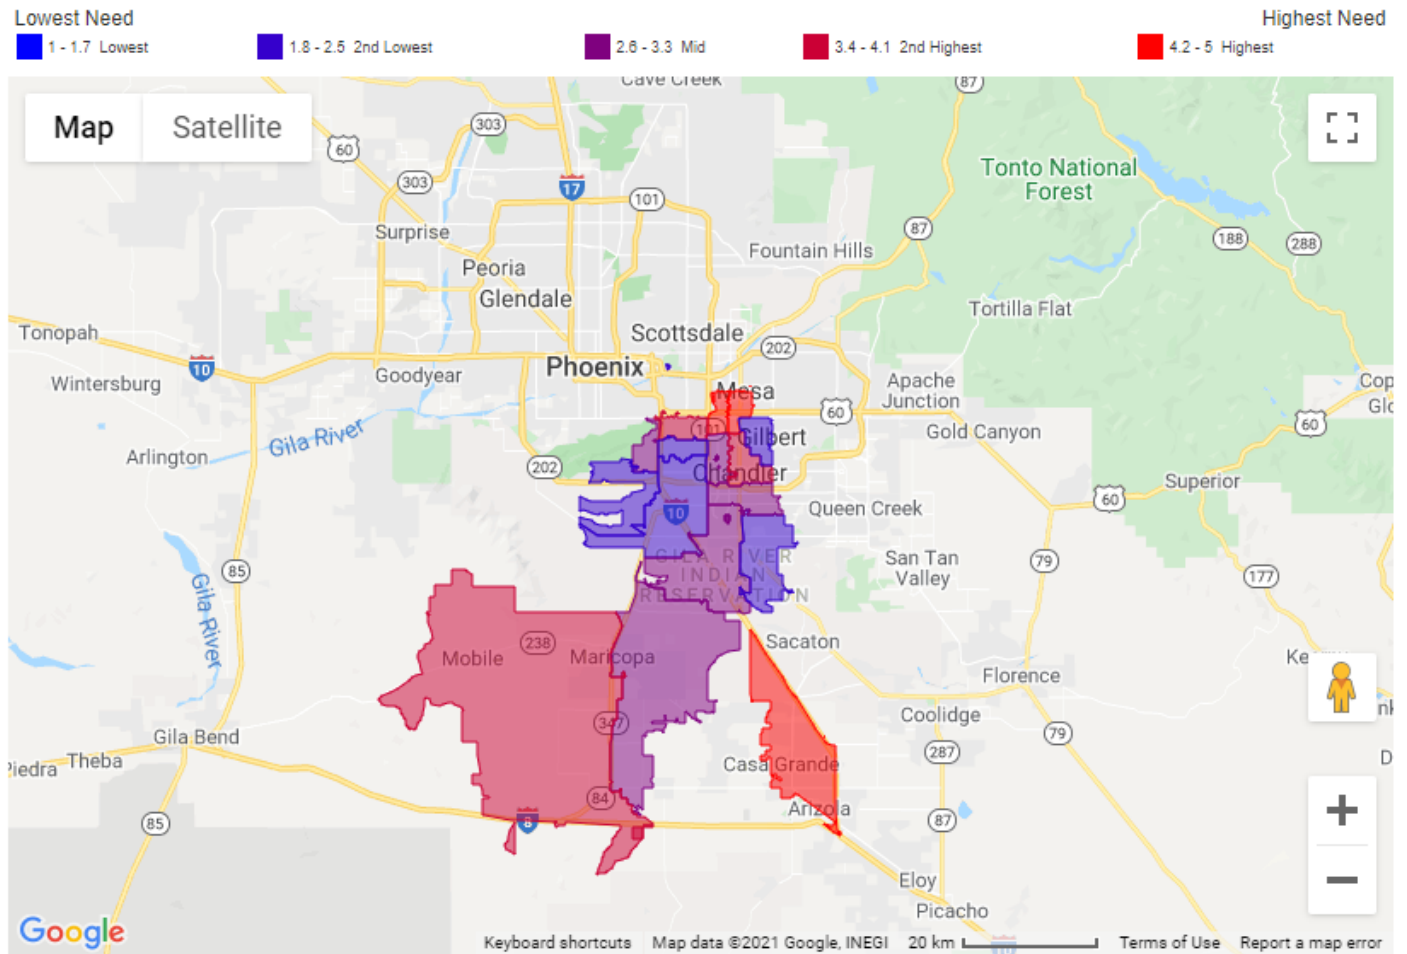 Lowest Need
Highest Need
1 - 1.7 Lowest
1.8 - 2.5 2nd Lowest
2.6 - 3.3 Mid
3.4 - 4.1 2nd Highest
4.2 - 5 Highest
Cave Creek
87
Map
Satellite
303
60
303
17
101
Tonto National
Forest
Surprise
87
188
288
Fountain Hills
Peoria
Glendale
Tortilla Flat
Tonopah
Scottsdale
202
10
Phoenix
Wintersburg
Goodyear
Mesa
Apache
Junction
60
60
Gila River
101
Gilbert
Gold Canyon
Arlington
202
Chandler
Superior
60
10
Queen Creek
GILA RIVER
INDIAN
RESERVATION
San Tan
Valley
79
85
177
Gila River
238
Sacaton
Mobile
Maricopa
Florence
347
Coolidge
79
Gila Bend
287
Theba
Casa Grande
84
Arizola
85
8
87
Eloy
Picacho
Google
Keyboard shortcuts
Map data ©2021 Google, INEGI
20 km
Terms of Use
Report a map error